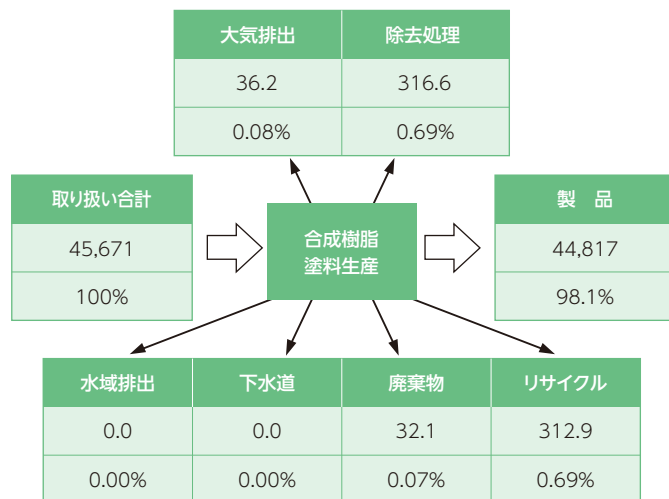 大気排出 除去処理
36.2 316.6
0.08% 0.69%
取り扱い合計
45,671
100%
合成樹脂
塗料生産
製 品
44,817
98.1%
水域排出 下水道 廃棄物 リサイクル
0.0 0.0 32.1 312.9
0.00% 0.00% 0.07% 0.69%